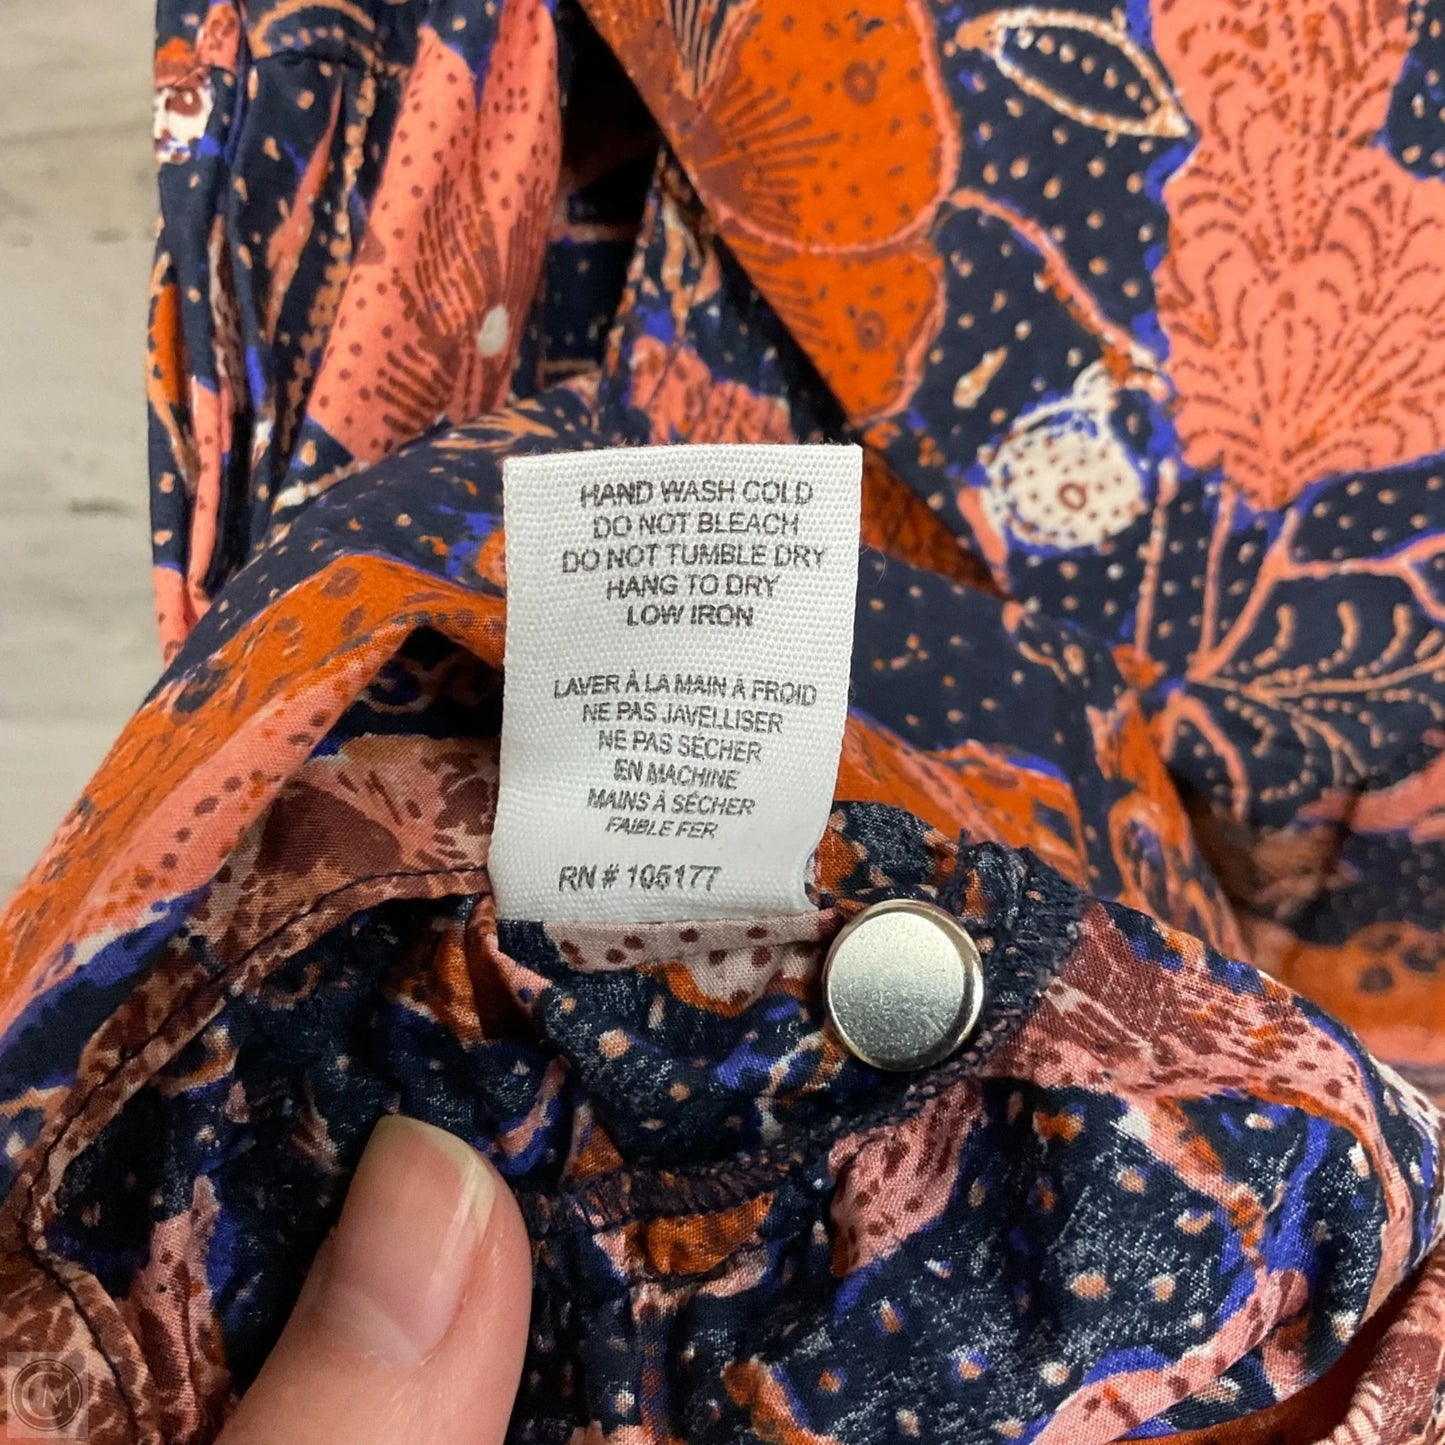 HAND WASH COLD
DO NOT BLEACH
DO NOT TUMBLE DRY
HANG TO DRY
LOW IRON
LAVER À LA MAIN À FROID
NE PAS JAVELLISER
NE PAS SÉCHER
EN MACHINE
MAINS À SÉCHER
FAIBLE FER
RN # 105177
CM